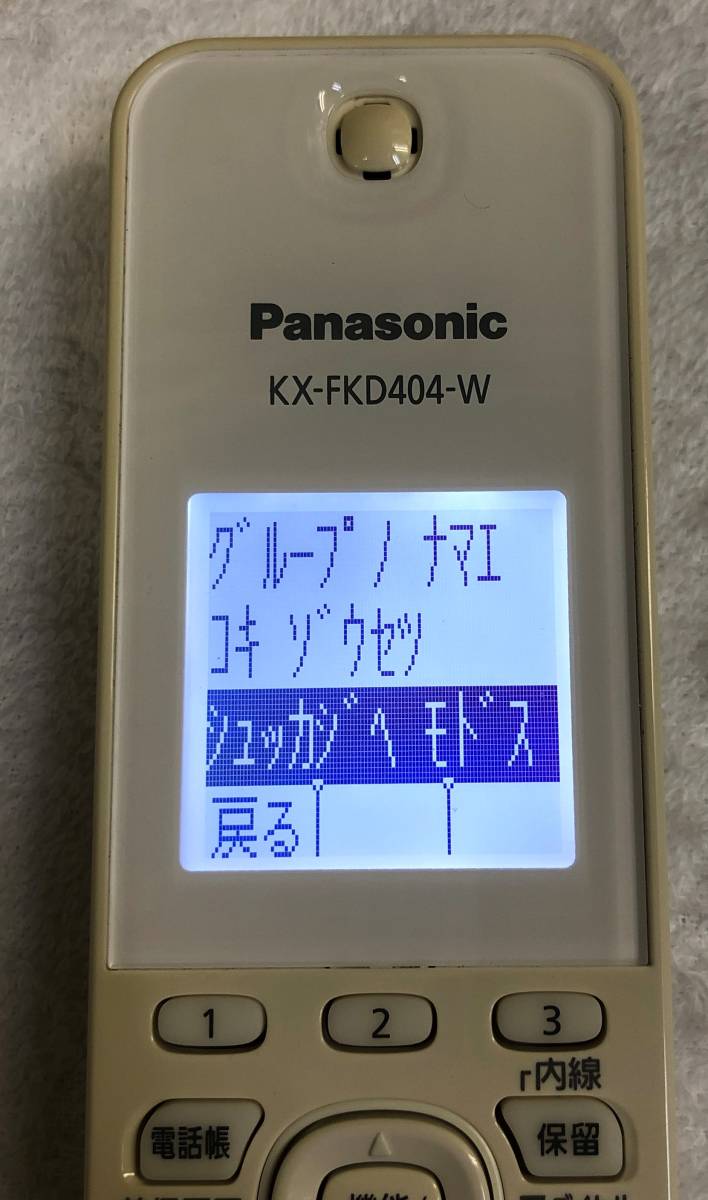 Panasonic
KX-FKD404-W
グループノ ナマエ
コキ ゾウセツ
シュッカジヘ モドス
戻る
1
2
3
内線
電話帳
保留
機能/